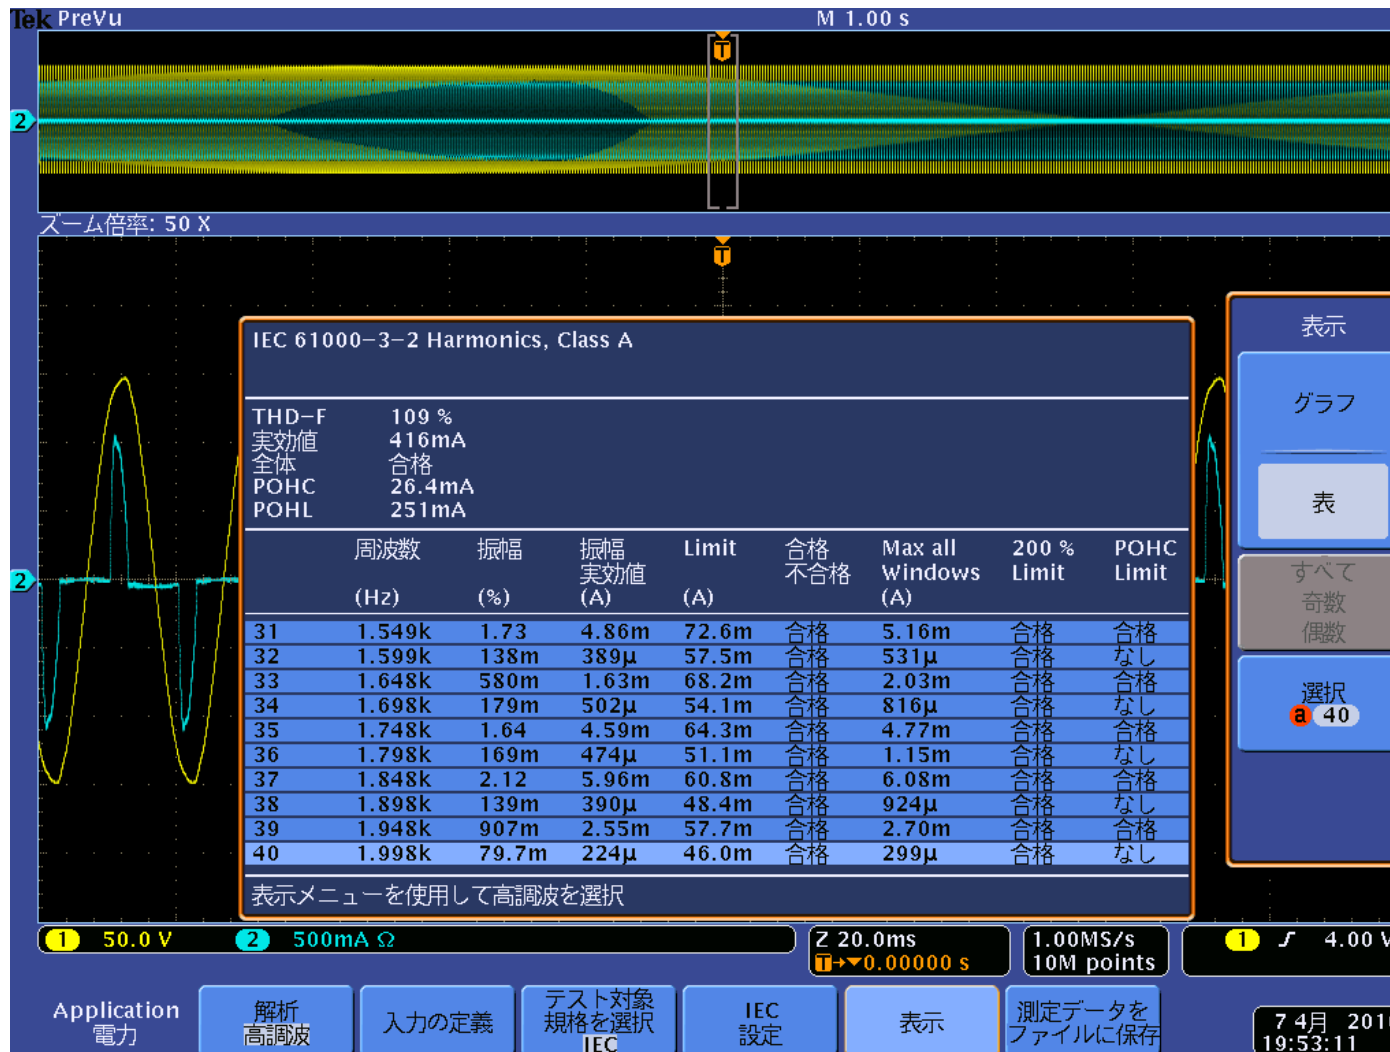 Tek PreVu M 1.00 s
T
2
ズーム倍率: 50 X
T
2
IEC 61000-3-2 Harmonics, Class A
THD-F 109 %
実効値 416mA
全体 合格
POHC 26.4mA
POHL 251mA
周波数 振幅 振幅 Limit 合格 Max all 200 % POHC
実効値 不合格 Windows Limit Limit
(Hz) (%) (A) (A) (A)
31 1.549k 1.73 4.86m 72.6m 合格 5.16m 合格 合格
32 1.599k 138m 389μ 57.5m 合格 531μ 合格 なし
33 1.648k 580m 1.63m 68.2m 合格 2.03m 合格 合格
34 1.698k 179m 502μ 54.1m 合格 816μ 合格 なし
35 1.748k 1.64 4.59m 64.3m 合格 4.77m 合格 合格
36 1.798k 169m 474μ 51.1m 合格 1.15m 合格 なし
37 1.848k 2.12 5.96m 60.8m 合格 6.08m 合格 合格
38 1.898k 139m 390μ 48.4m 合格 924μ 合格 なし
39 1.948k 907m 2.55m 57.7m 合格 2.70m 合格 合格
40 1.998k 79.7m 224μ 46.0m 合格 299μ 合格 なし
表示メニューを使用して高調波を選択
表示
グラフ
表
すべて
奇数
偶数
選択
a 40
1 50.0 V 2 500mA Ω
Z 20.0ms
T→▼0.00000 s
1.00MS/s
10M points
1 4.00 V
Application
電力
解析
高調波
入力の定義
テスト対象
規格を選択
IEC
IEC
設定
表示
測定データを
ファイルに保存
7 4月 201
19:53:11